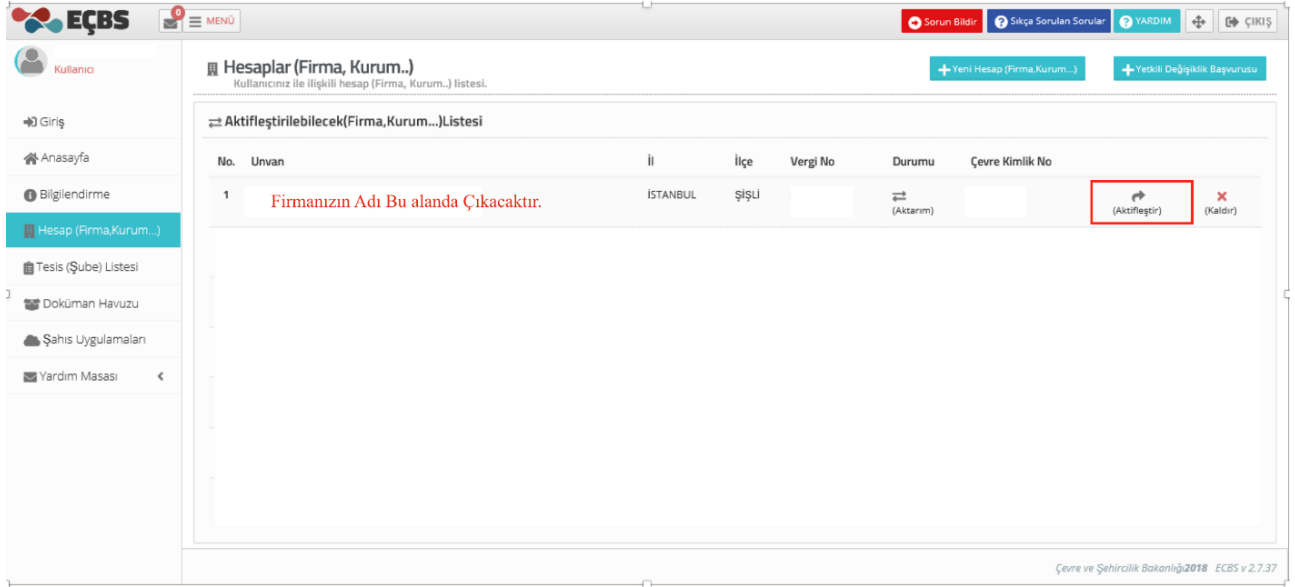 EÇBS
0
MENÜ
Sorun Bildir
Sıkça Sorulan Sorular
YARDIM
ÇIKIŞ
Kullanıcı
Giriş
Anasayfa
Bilgilendirme
Hesap (Firma,Kurum...)
Tesis (Şube) Listesi
Doküman Havuzu
Şahıs Uygulamaları
Yardım Masası
Hesaplar (Firma, Kurum..)
Kullanıcınız ile ilişkili hesap (Firma, Kurum..) listesi.
Yeni Hesap (Firma,Kurum...)
Yetkili Değişiklik Başvurusu
Aktifleştirilebilecek(Firma,Kurum...)Listesi
No. Unvan İl İlçe Vergi No Durumu Çevre Kimlik No
1 Firmanızın Adı Bu alanda Çıkacaktır. İSTANBUL ŞİŞLİ (Aktarım) (Aktifleştir) (Kaldır)
Çevre ve Şehircilik Bakanlığı2018 ECBS v 2.7.37